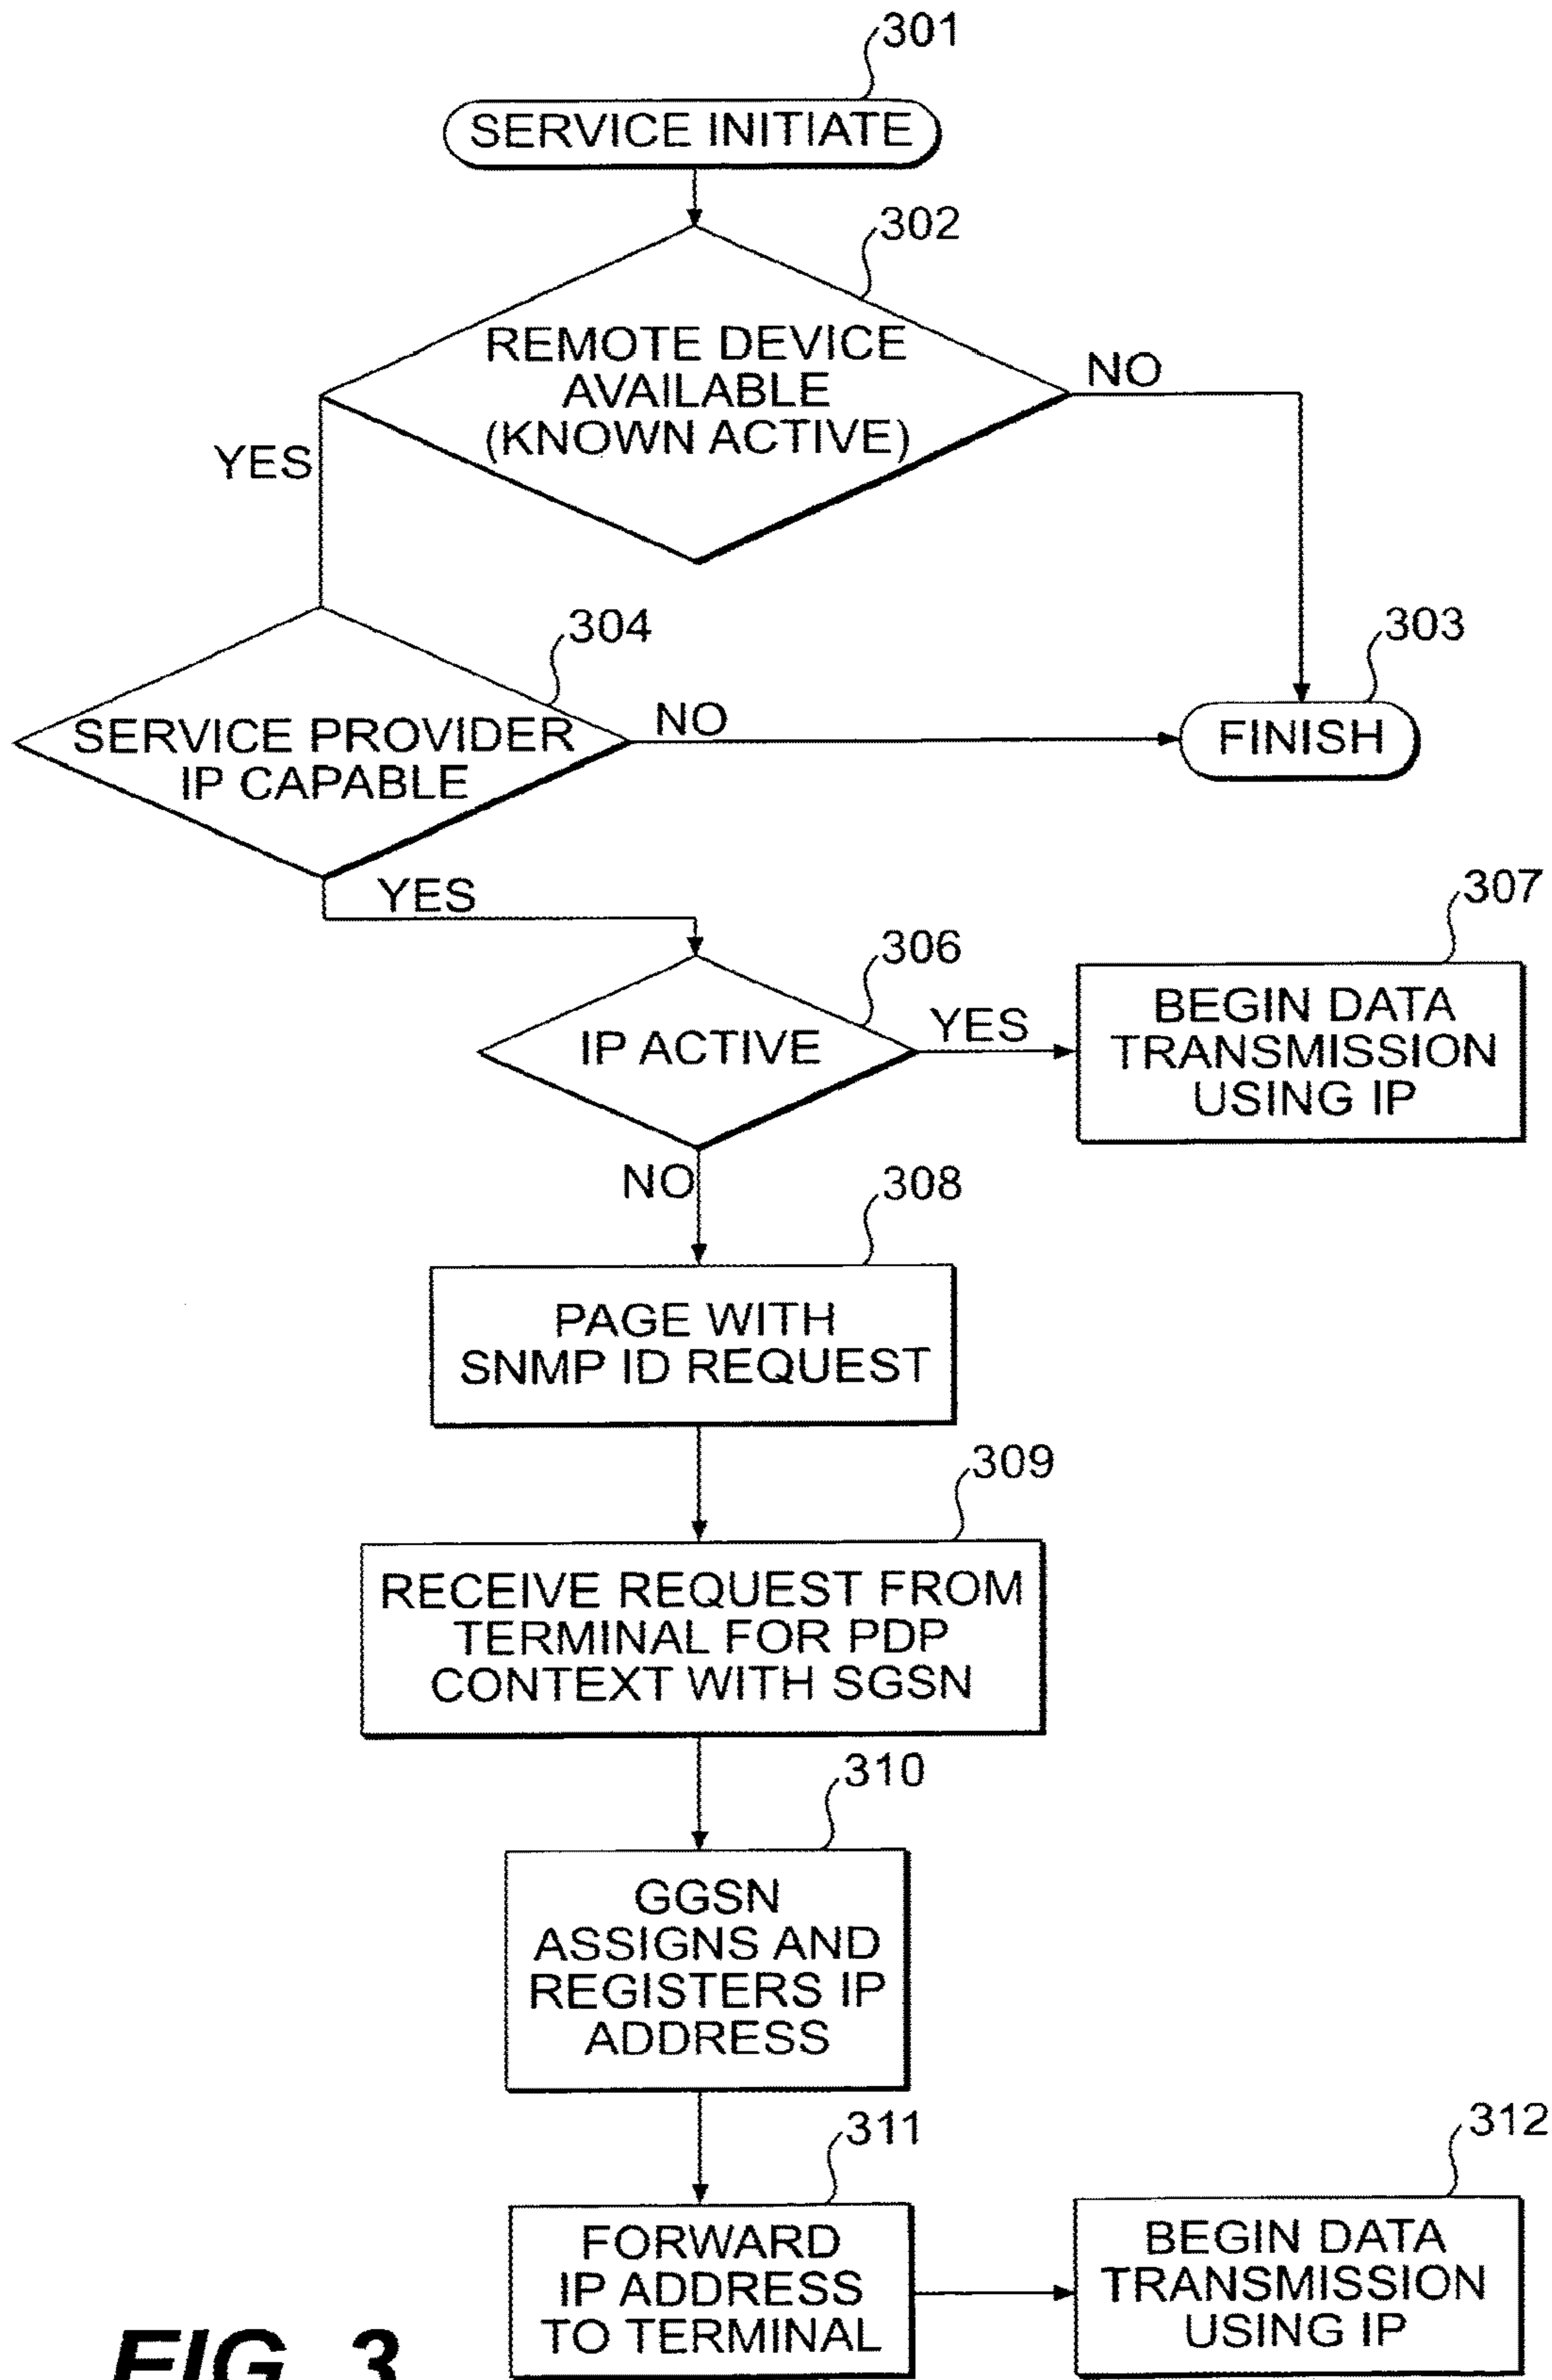 301
SERVICE INITIATE
302
REMOTE DEVICE
AVAILABLE
(KNOWN ACTIVE)
NO
YES
304
303
SERVICE PROVIDER
IP CAPABLE
NO
FINISH
YES
307
306
IP ACTIVE
YES
BEGIN DATA
TRANSMISSION
USING IP
NO
308
PAGE WITH
SNMP ID REQUEST
309
RECEIVE REQUEST FROM
TERMINAL FOR PDP
CONTEXT WITH SGSN
310
GGSN
ASSIGNS AND
REGISTERS IP
ADDRESS
311
312
FORWARD
IP ADDRESS
TO TERMINAL
BEGIN DATA
TRANSMISSION
USING IP
FIG. 3